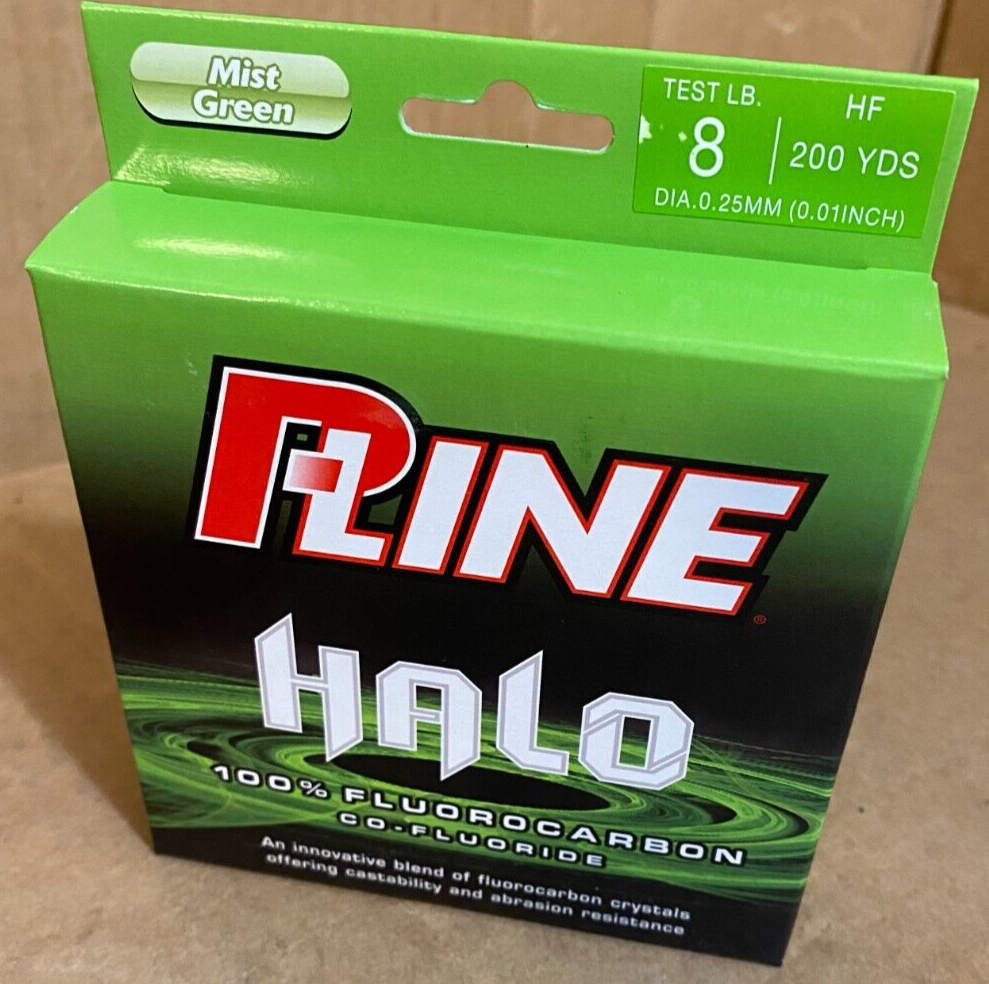 Mist
Green
TEST LB.
8
HF
200 YDS
DIA.0.25MM (0.01INCH)
P-LINE®
HALO
100% FLUOROCARBON
CO-FLUORIDE
An innovative blend of fluorocarbon crystals
offering castability and abrasion resistance